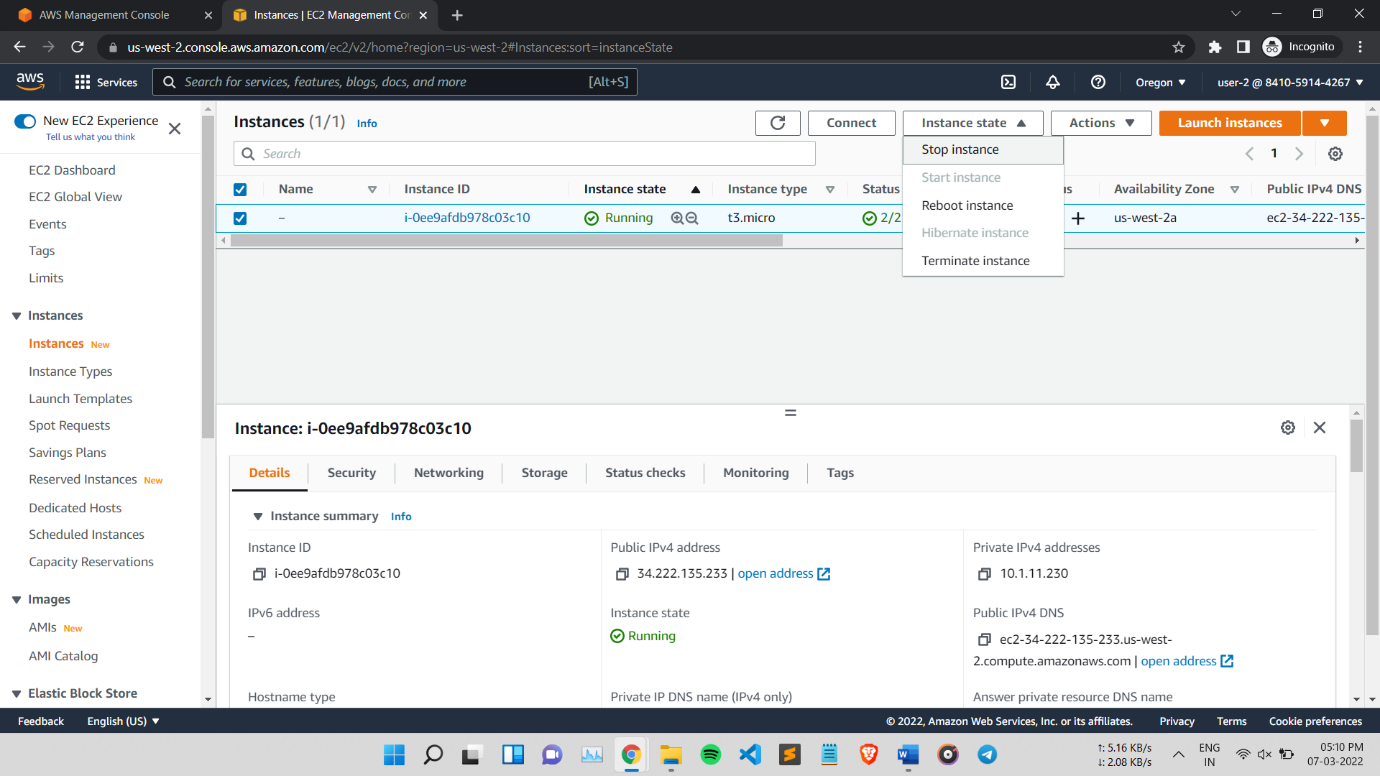 AWS Management Console
Instances | EC2 Management Con
us-west-2.console.aws.amazon.com/ec2/v2/home?region=us-west-2#Instances:sort=instanceState
Incognito
aws
Services
Search for services, features, blogs, docs, and more [Alt+S]
Oregon
user-2 @ 8410-5914-4267
New EC2 Experience
Tell us what you think
EC2 Dashboard
EC2 Global View
Events
Tags
Limits
Instances
Instances New
Instance Types
Launch Templates
Spot Requests
Savings Plans
Reserved Instances New
Dedicated Hosts
Scheduled Instances
Capacity Reservations
Images
AMIs New
AMI Catalog
Elastic Block Store
Instances (1/1) Info
Connect
Instance state
Actions
Launch instances
Search
1
Stop instance
Start instance
Reboot instance
Hibernate instance
Terminate instance
Name Instance ID Instance state Instance type Status Availability Zone Public IPv4 DNS
– i-0ee9afdb978c03c10 Running t3.micro 2/2 us-west-2a ec2-34-222-135-
Instance: i-0ee9afdb978c03c10
Details Security Networking Storage Status checks Monitoring Tags
Instance summary Info
Instance ID
i-0ee9afdb978c03c10
Public IPv4 address
34.222.135.233 | open address
Private IPv4 addresses
10.1.11.230
IPv6 address
–
Instance state
Running
Public IPv4 DNS
ec2-34-222-135-233.us-west-
2.compute.amazonaws.com | open address
Hostname type
Private IP DNS name (IPv4 only)
Answer private resource DNS name
Feedback English (US)
© 2022, Amazon Web Services, Inc. or its affiliates. Privacy Terms Cookie preferences
↑: 5.16 KB/s
↓: 2.08 KB/s
ENG
IN
05:10 PM
07-03-2022